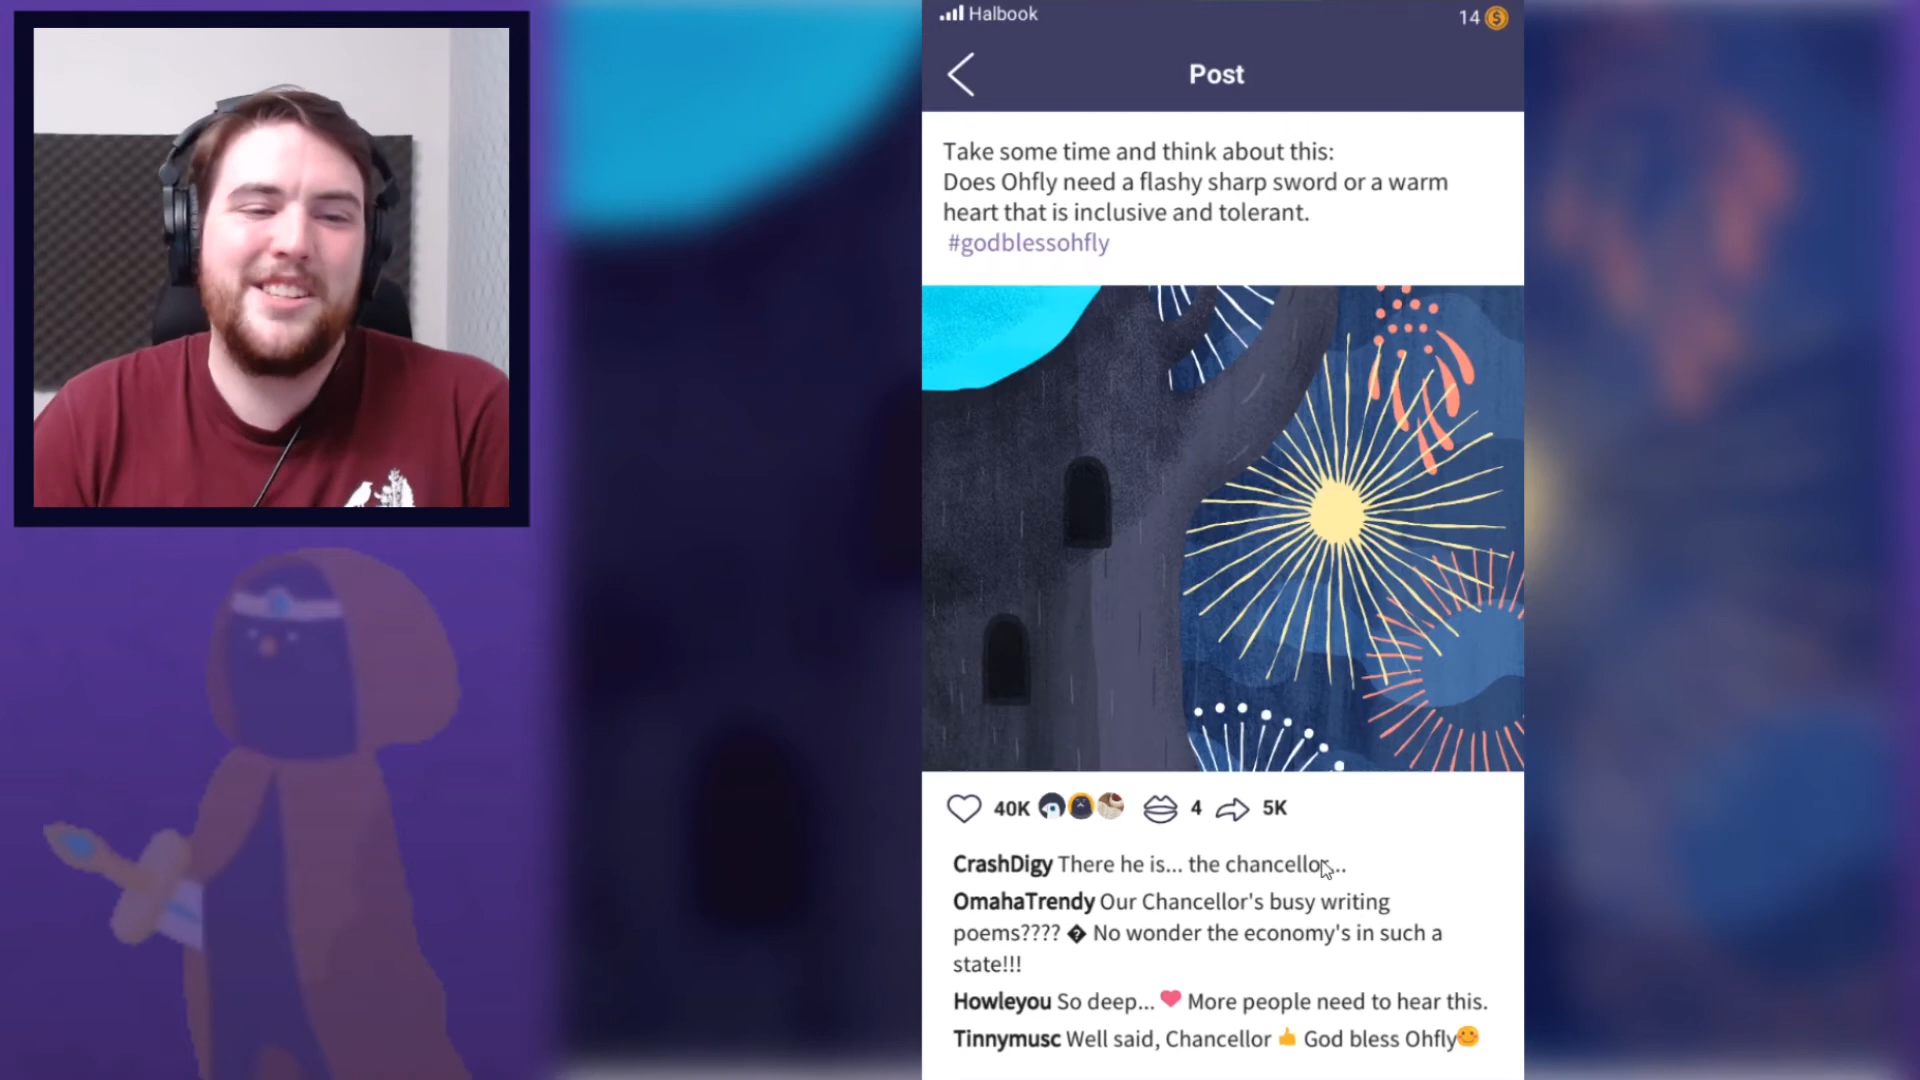 Halbook
14
Post
Take some time and think about this:
Does Ohfly need a flashy sharp sword or a warm
heart that is inclusive and tolerant.
#godblessohfly
40K 4 5K
CrashDigy There he is... the chancellor...
OmahaTrendy Our Chancellor's busy writing
poems???? � No wonder the economy's in such a
state!!!
Howleyou So deep... ❤ More people need to hear this.
Tinnymusc Well said, Chancellor 👍 God bless Ohfly😊